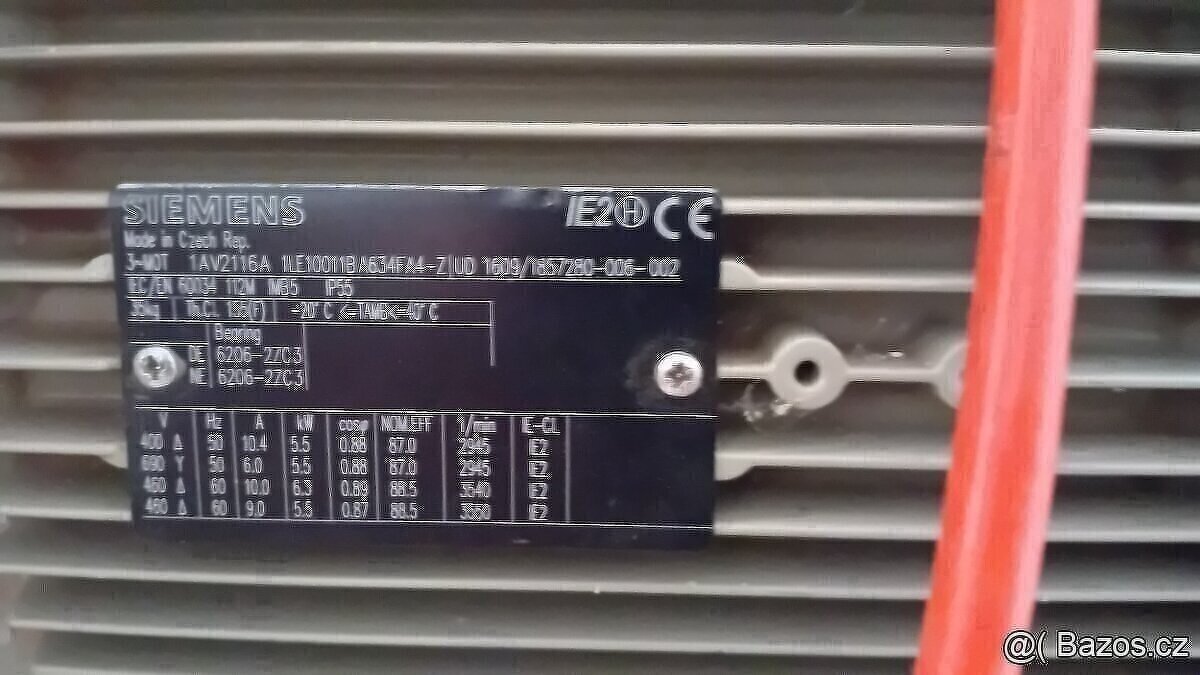 SIEMENS IE2 H CE
Made in Czech Rep.
3-MOT 1AV2116A 1LE10011BA634FA4-Z UD 1609/1857280-006-002
IEC/EN 60034 112M IMB5 IP55
35kg Th.Cl. 155(F) -20°C <=TAMB<=40°C
Bearing
DE 6206-2ZC3
NE 6206-2ZC3
V Hz A kW cosφ NOM.EFF 1/min IE-CL
400 Δ 50 10.4 5.5 0.88 87.0 2945 IE2
690 Y 50 6.0 5.5 0.88 87.0 2945 IE2
460 Δ 60 10.0 6.3 0.89 88.5 3540 IE2
460 Δ 60 9.0 5.5 0.87 88.5 3550 IE2
@( Bazos.cz